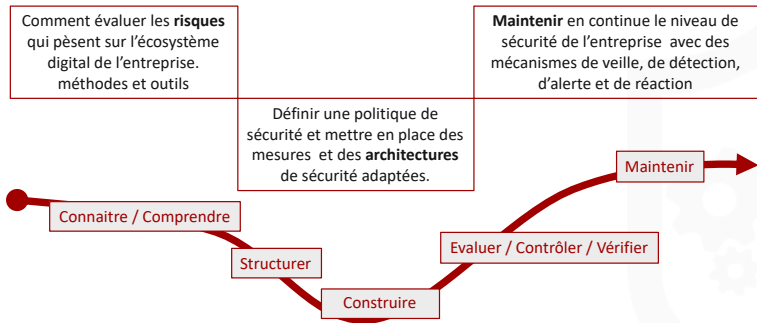 Comment évaluer les risques
qui pèsent sur l'écosystème
digital de l'entreprise.
méthodes et outils
Maintenir en continue le niveau de
sécurité de l'entreprise avec des
mécanismes de veille, de détection,
d'alerte et de réaction
Définir une politique de
sécurité et mettre en place des
mesures et des architectures
de sécurité adaptées.
Maintenir
Connaitre / Comprendre
Evaluer / Contrôler / Vérifier
Structurer
Construire